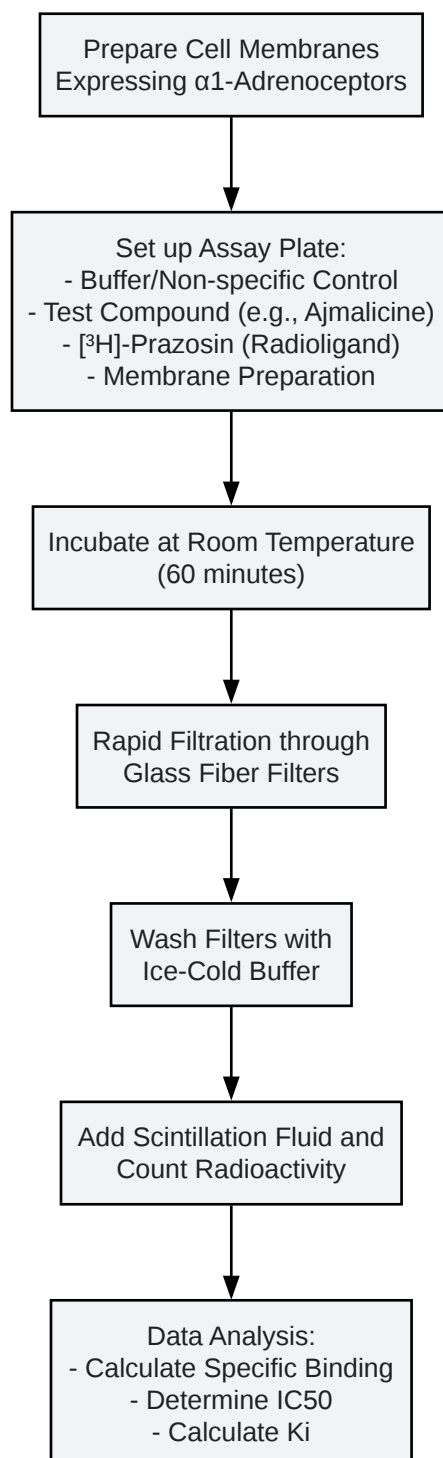 Prepare Cell Membranes
Expressing α1-Adrenoceptors
Set up Assay Plate:
- Buffer/Non-specific Control
- Test Compound (e.g., Ajmalicine)
- [³H]-Prazosin (Radioligand)
- Membrane Preparation
Incubate at Room Temperature
(60 minutes)
Rapid Filtration through
Glass Fiber Filters
Wash Filters with
Ice-Cold Buffer
Add Scintillation Fluid and
Count Radioactivity
Data Analysis:
- Calculate Specific Binding
- Determine IC50
- Calculate Ki